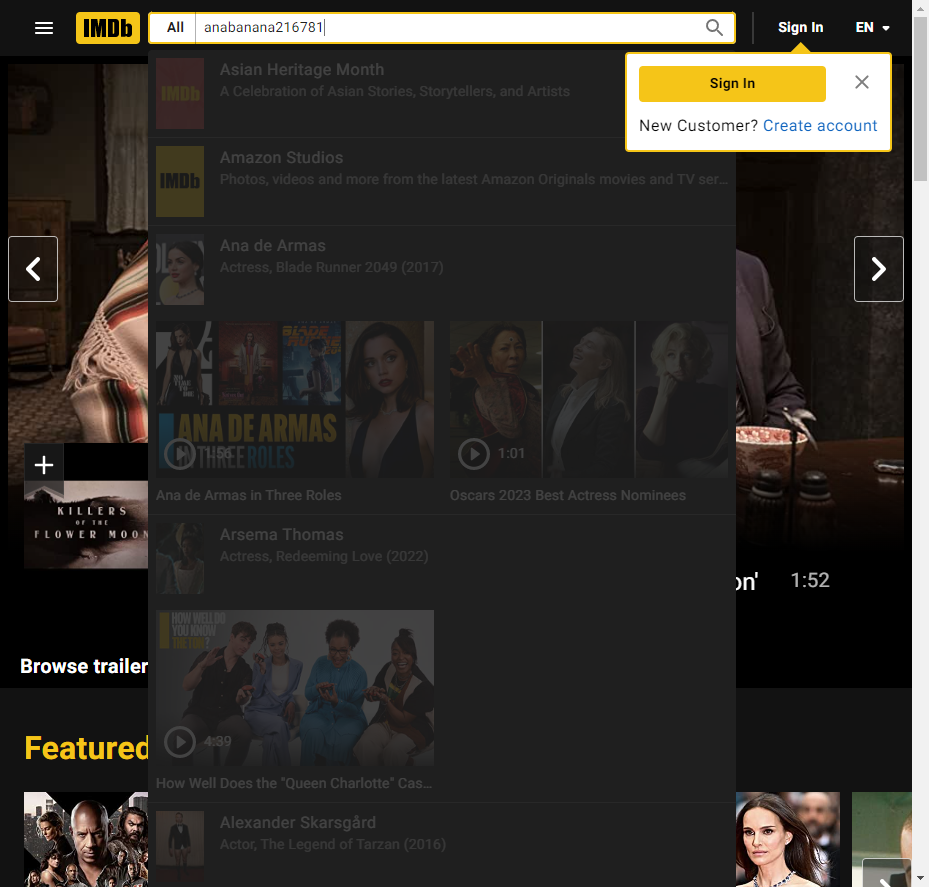 IMDb
All
anabanana216781
Sign In
EN
Sign In
New Customer? Create account
IMDb
Asian Heritage Month
A Celebration of Asian Stories, Storytellers, and Artists
IMDb
Amazon Studios
Photos, videos and more from the latest Amazon Originals movies and TV ser...
Ana de Armas
Actress, Blade Runner 2049 (2017)
ANA DE ARMAS
THREE ROLES
1:56
1:01
Ana de Armas in Three Roles
Oscars 2023 Best Actress Nominees
KILLERS
OF THE
FLOWER MOON
Arsema Thomas
Actress, Redeeming Love (2022)
on'
1:52
HOW WELL DO
YOU KNOW
?
4:39
Browse trailer
How Well Does the "Queen Charlotte" Cas...
Featured
Alexander Skarsgård
Actor, The Legend of Tarzan (2016)